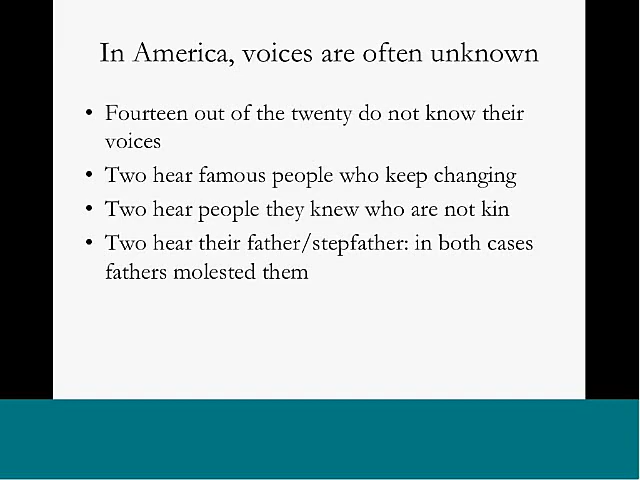 In America, voices are often unknown
• Fourteen out of the twenty do not know their
voices
• Two hear famous people who keep changing
• Two hear people they knew who are not kin
• Two hear their father/stepfather: in both cases
fathers molested them